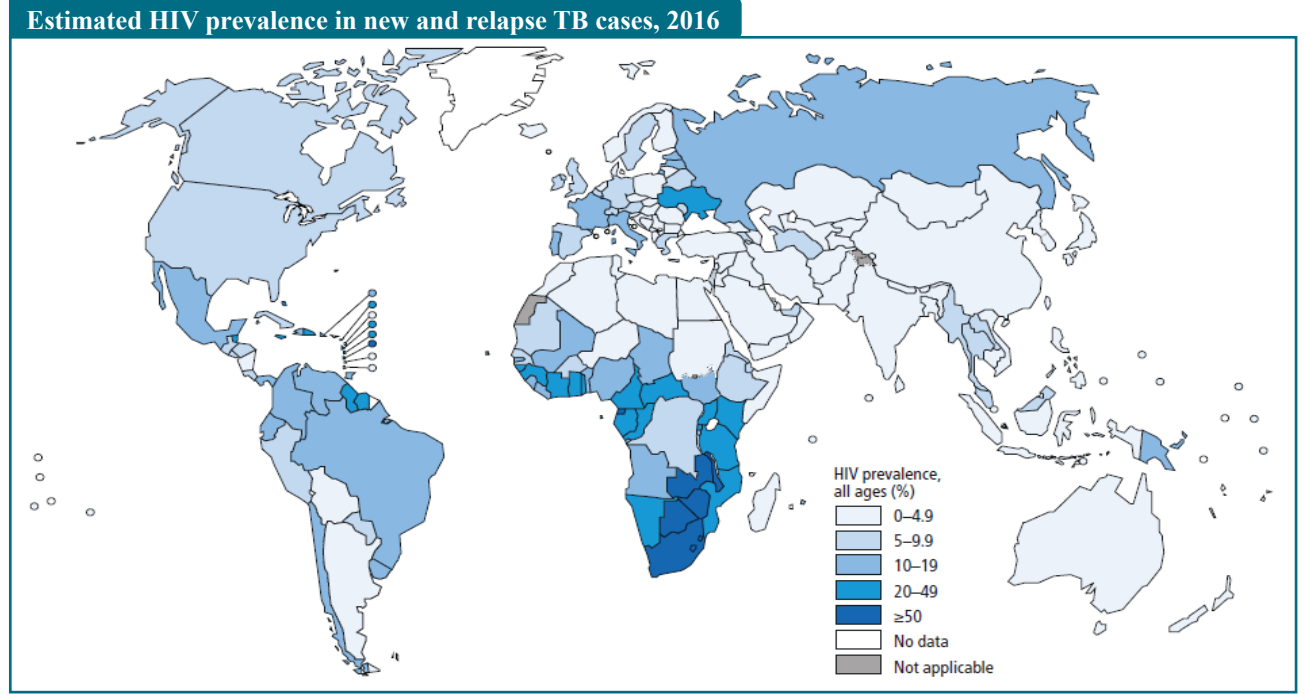 Estimated HIV prevalence in new and relapse TB cases, 2016
HIV prevalence,
all ages (%)
0–4.9
5–9.9
10–19
20–49
≥50
No data
Not applicable